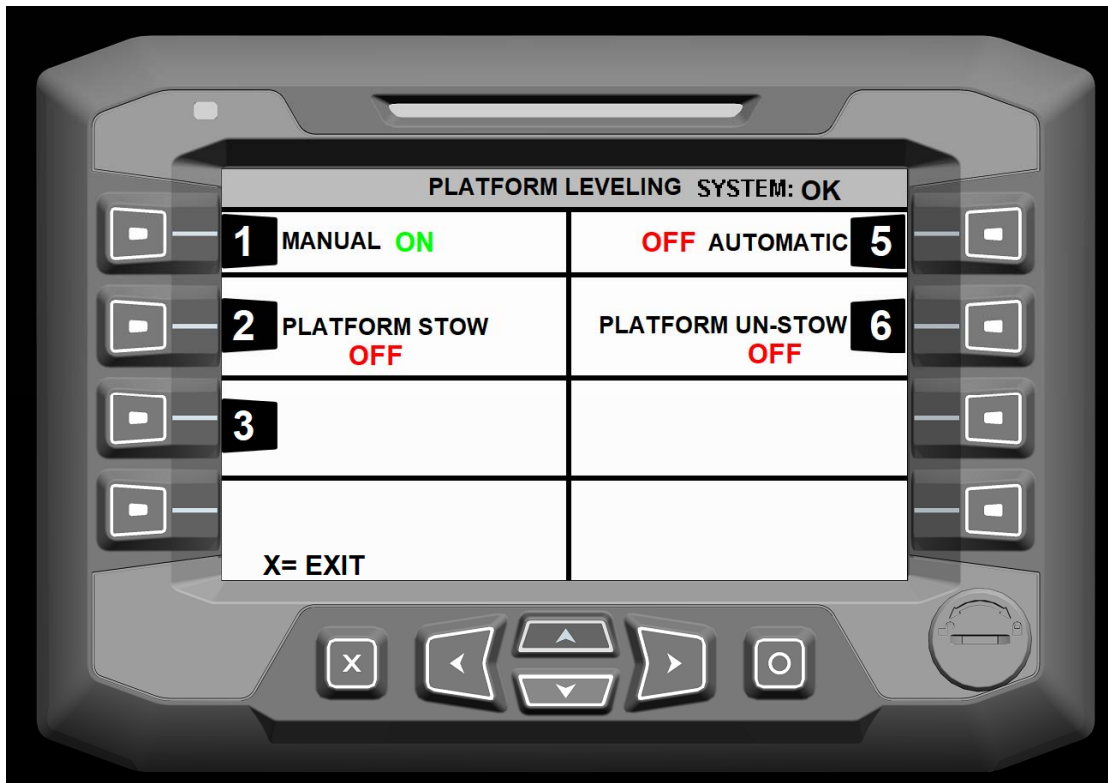 PLATFORM LEVELING SYSTEM: OK
1 MANUAL ON
OFF AUTOMATIC 5
2 PLATFORM STOW
OFF
PLATFORM UN-STOW 6
OFF
3
X= EXIT
X
O